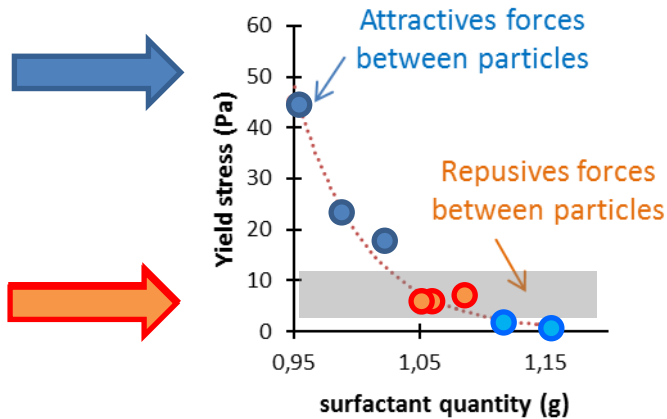 Attractives forces
between particles
Repusives forces
between particles
Yield stress (Pa)
60
50
40
30
20
10
0
0,95
1,05
1,15
surfactant quantity (g)